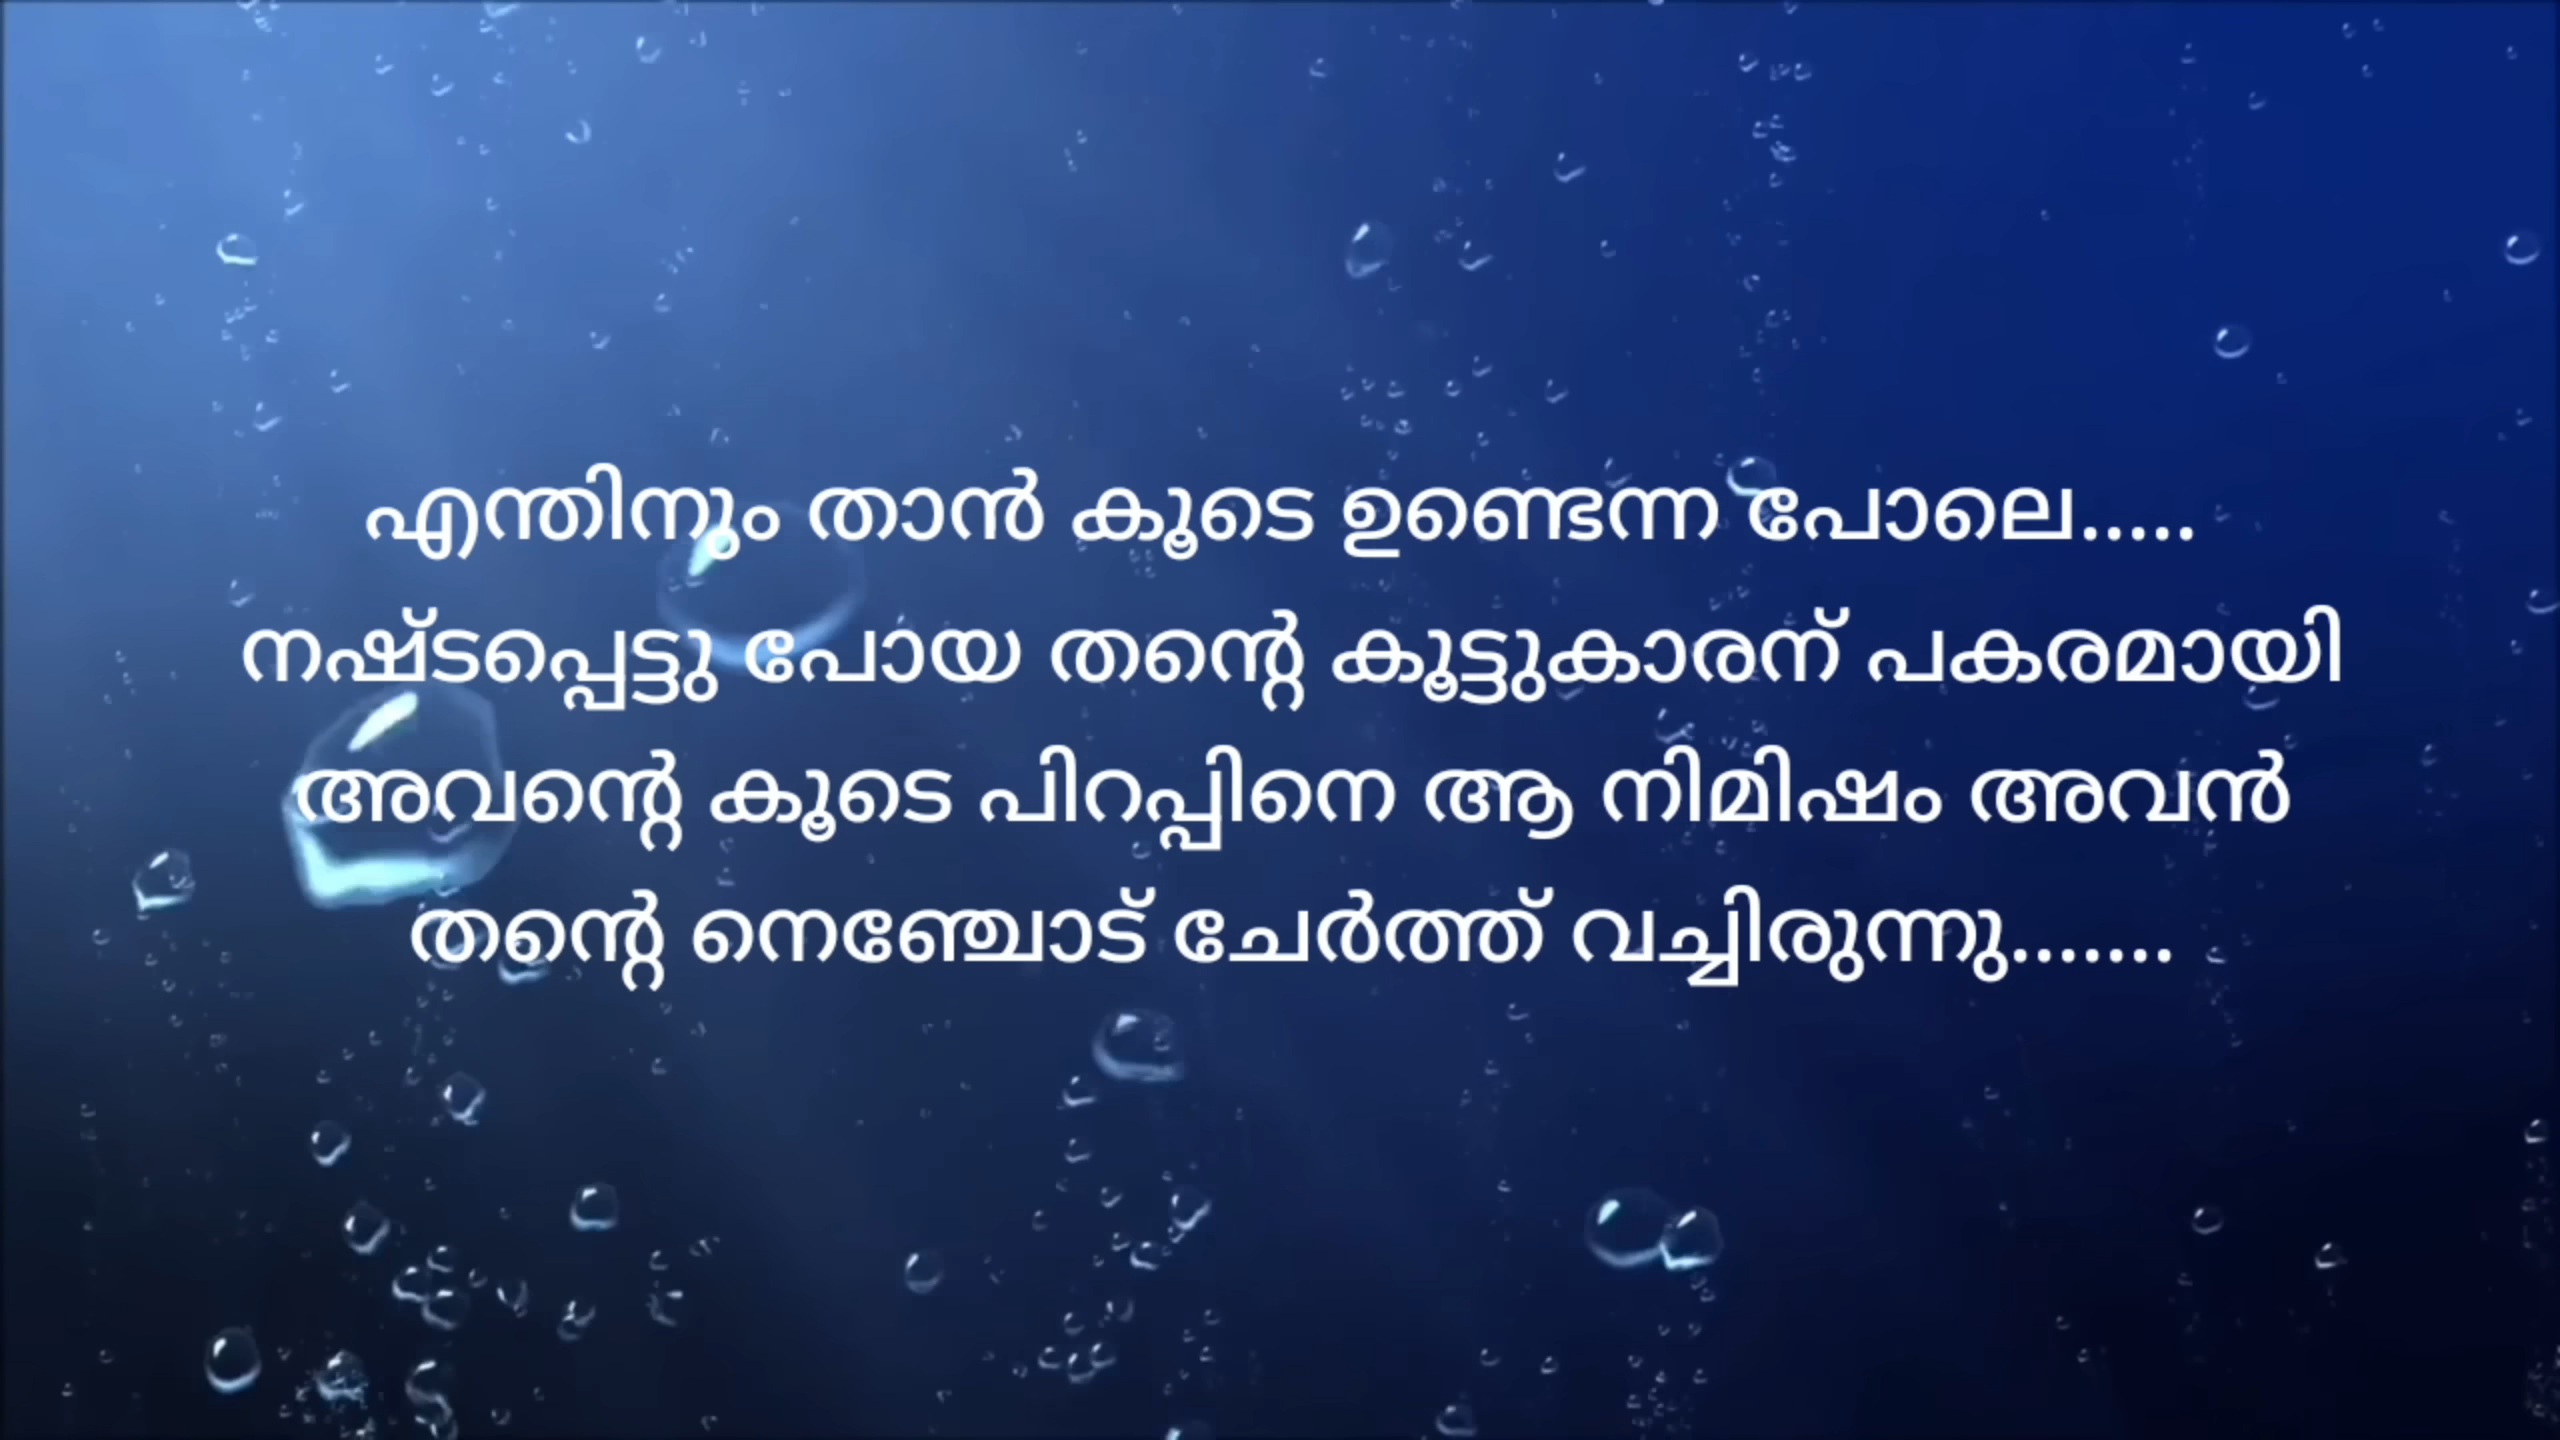 എന്തിനും താൻ കൂടെ ഉണ്ടെന്ന പോലെ.....
നഷ്ടപ്പെട്ടു പോയ തന്റെ കൂട്ടുകാരന് പകരമായി
അവന്റെ കൂടെ പിറപ്പിനെ ആ നിമിഷം അവൻ
തന്റെ നെഞ്ചോട് ചേർത്ത് വച്ചിരുന്നു.......